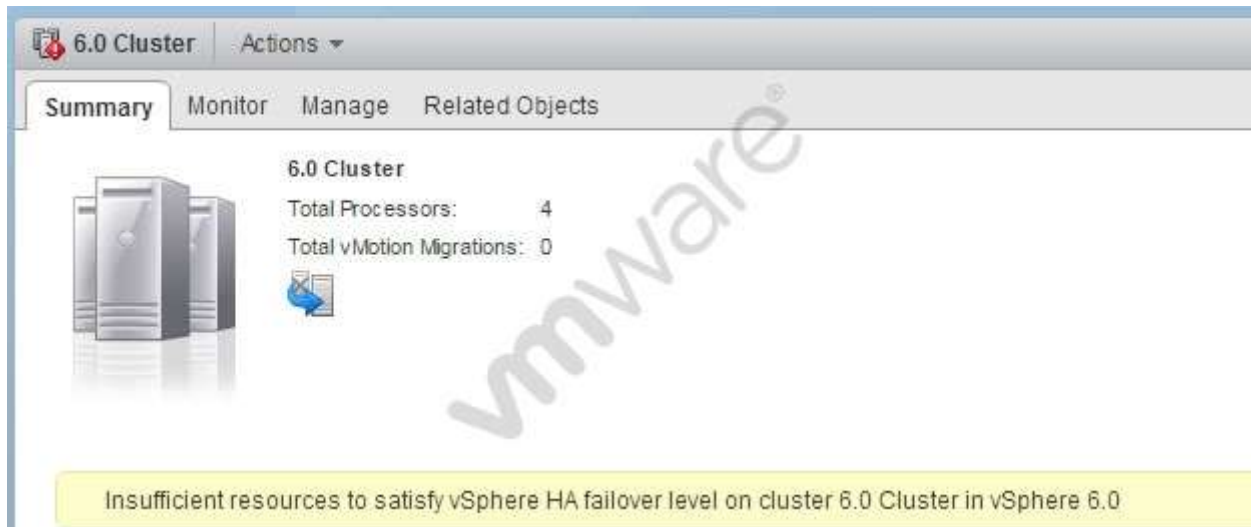 6.0 Cluster Actions
Summary Monitor Manage Related Objects
6.0 Cluster
Total Processors: 4
Total vMotion Migrations: 0
vmware®
Insufficient resources to satisfy vSphere HA failover level on cluster 6.0 Cluster in vSphere 6.0